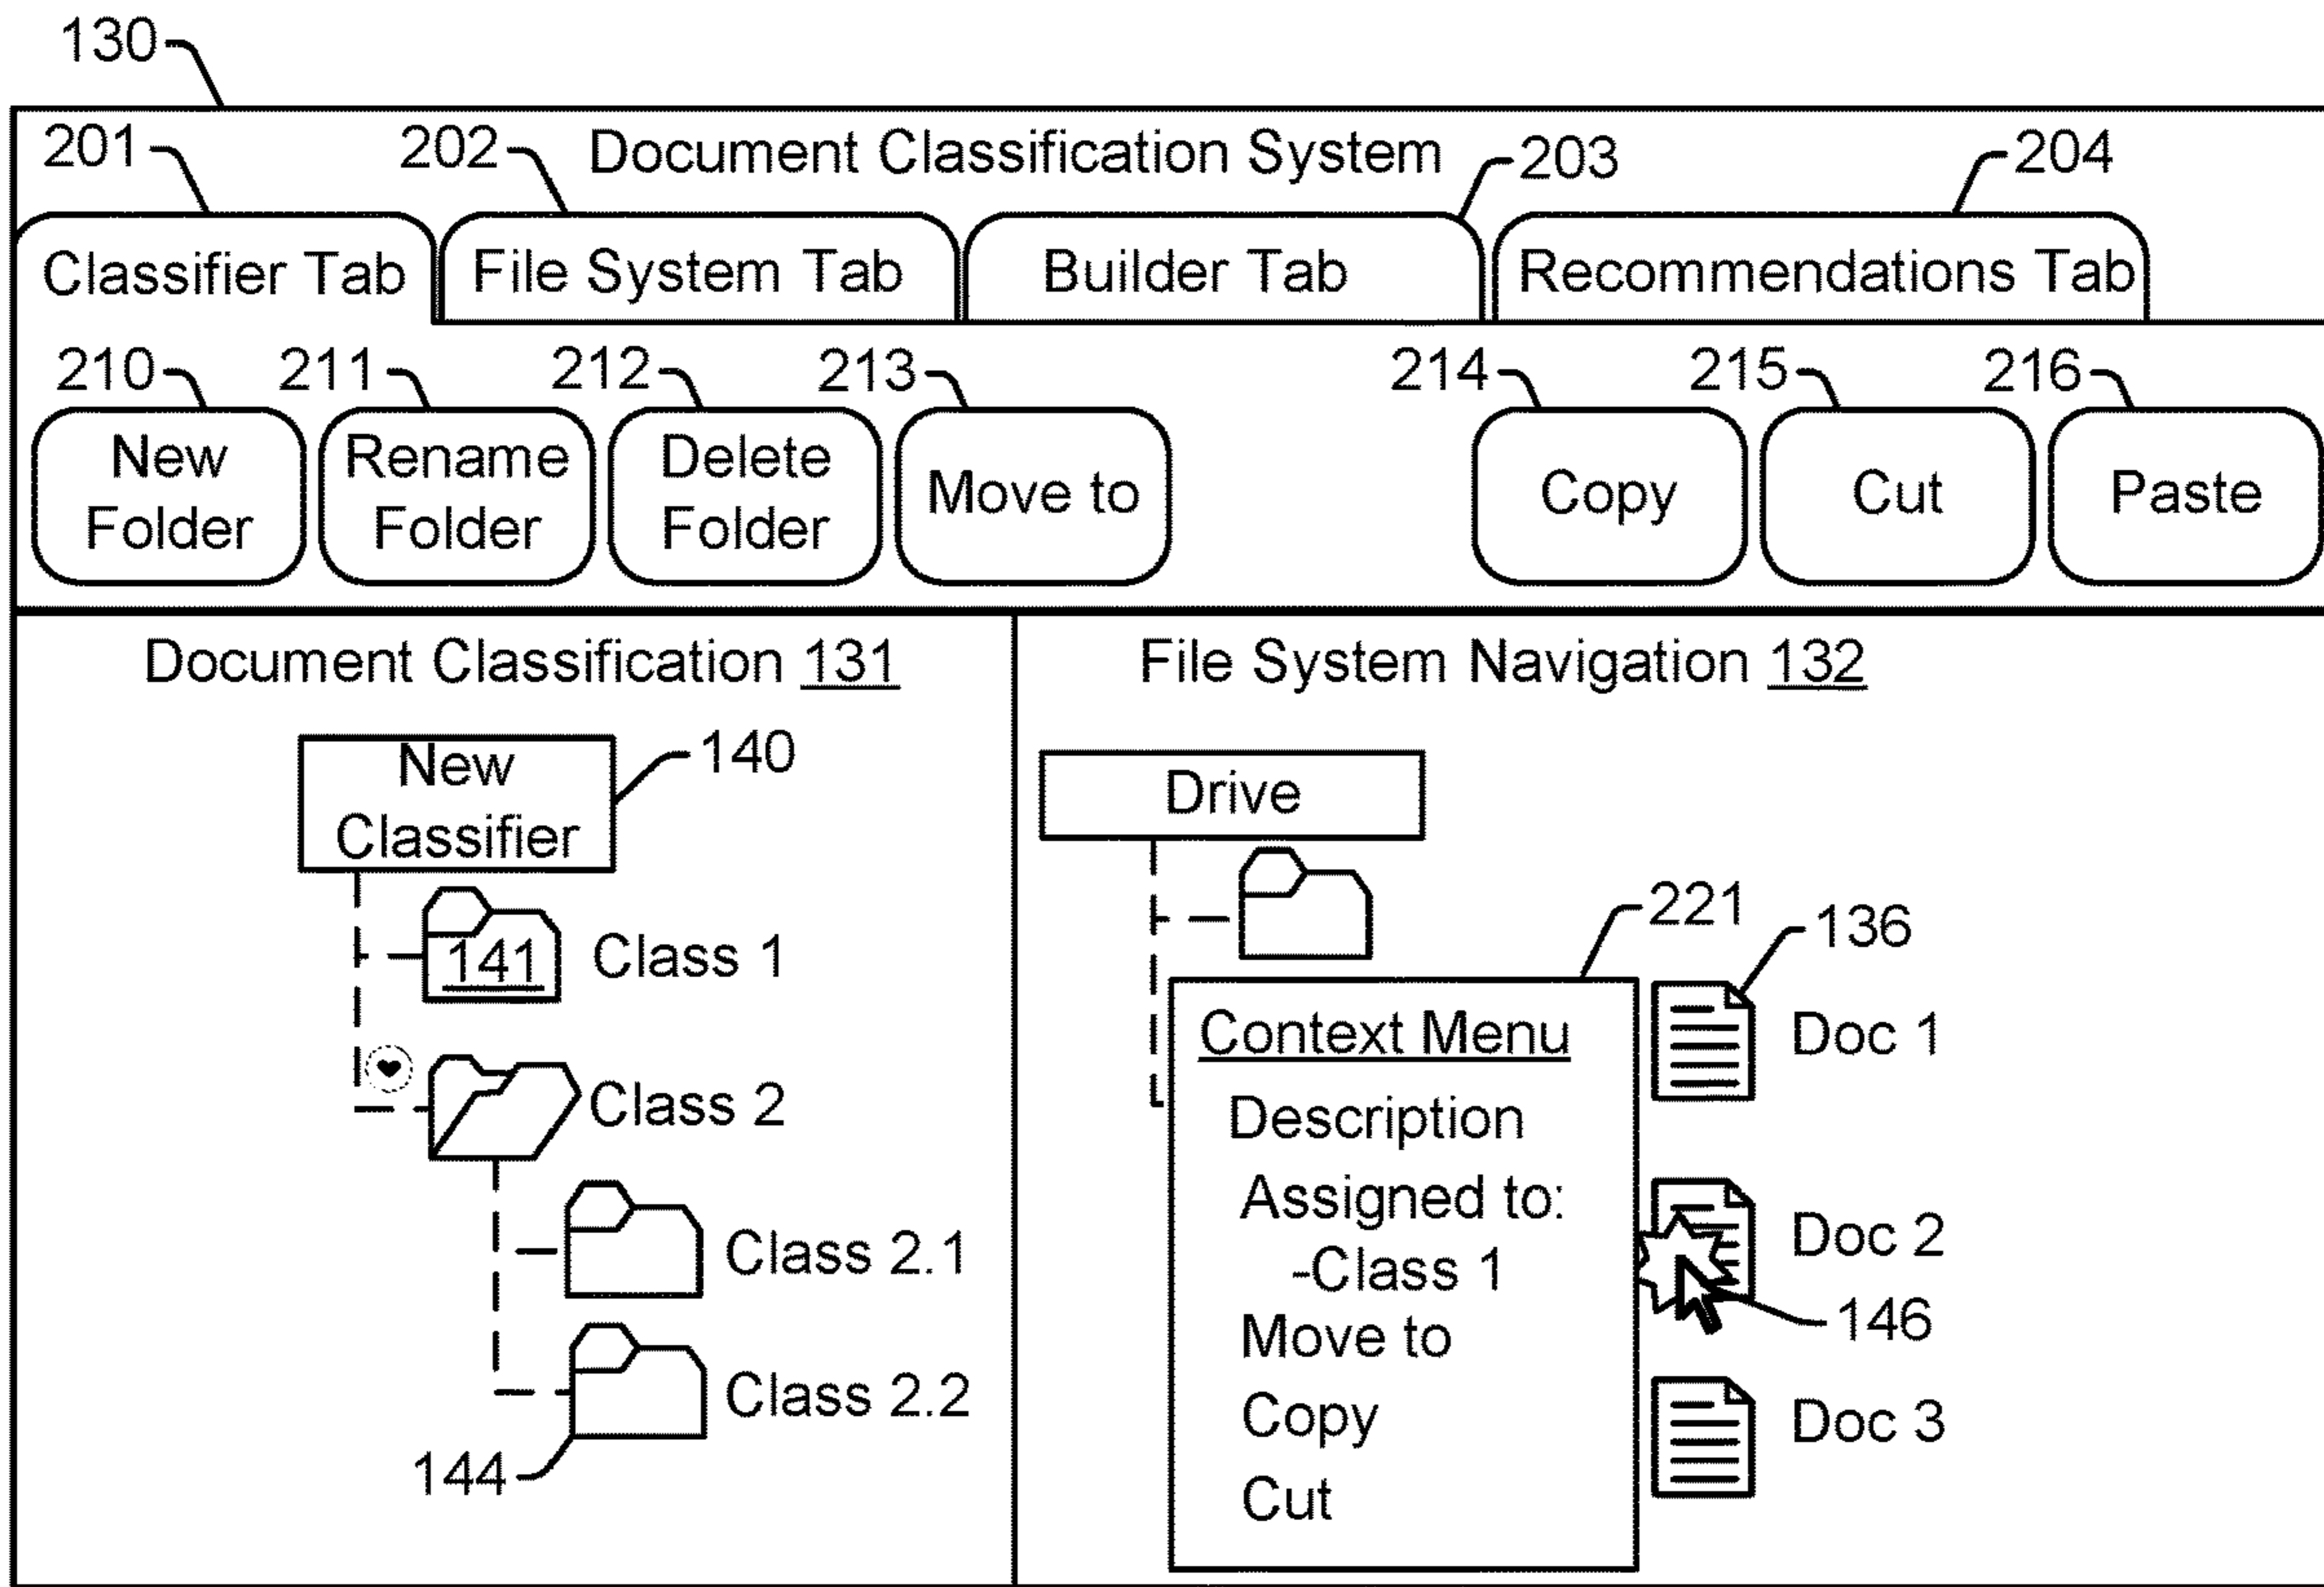 130
201 202 Document Classification System 203 204
Classifier Tab File System Tab Builder Tab Recommendations Tab
210 211 212 213 214 215 216
New Folder Rename Folder Delete Folder Move to Copy Cut Paste
Document Classification 131
New
Classifier
140
141 Class 1
Class 2
Class 2.1
Class 2.2
144
File System Navigation 132
Drive
221
136
Context Menu
Description
Assigned to:
-Class 1
Move to
Copy
Cut
Doc 1
Doc 2
146
Doc 3